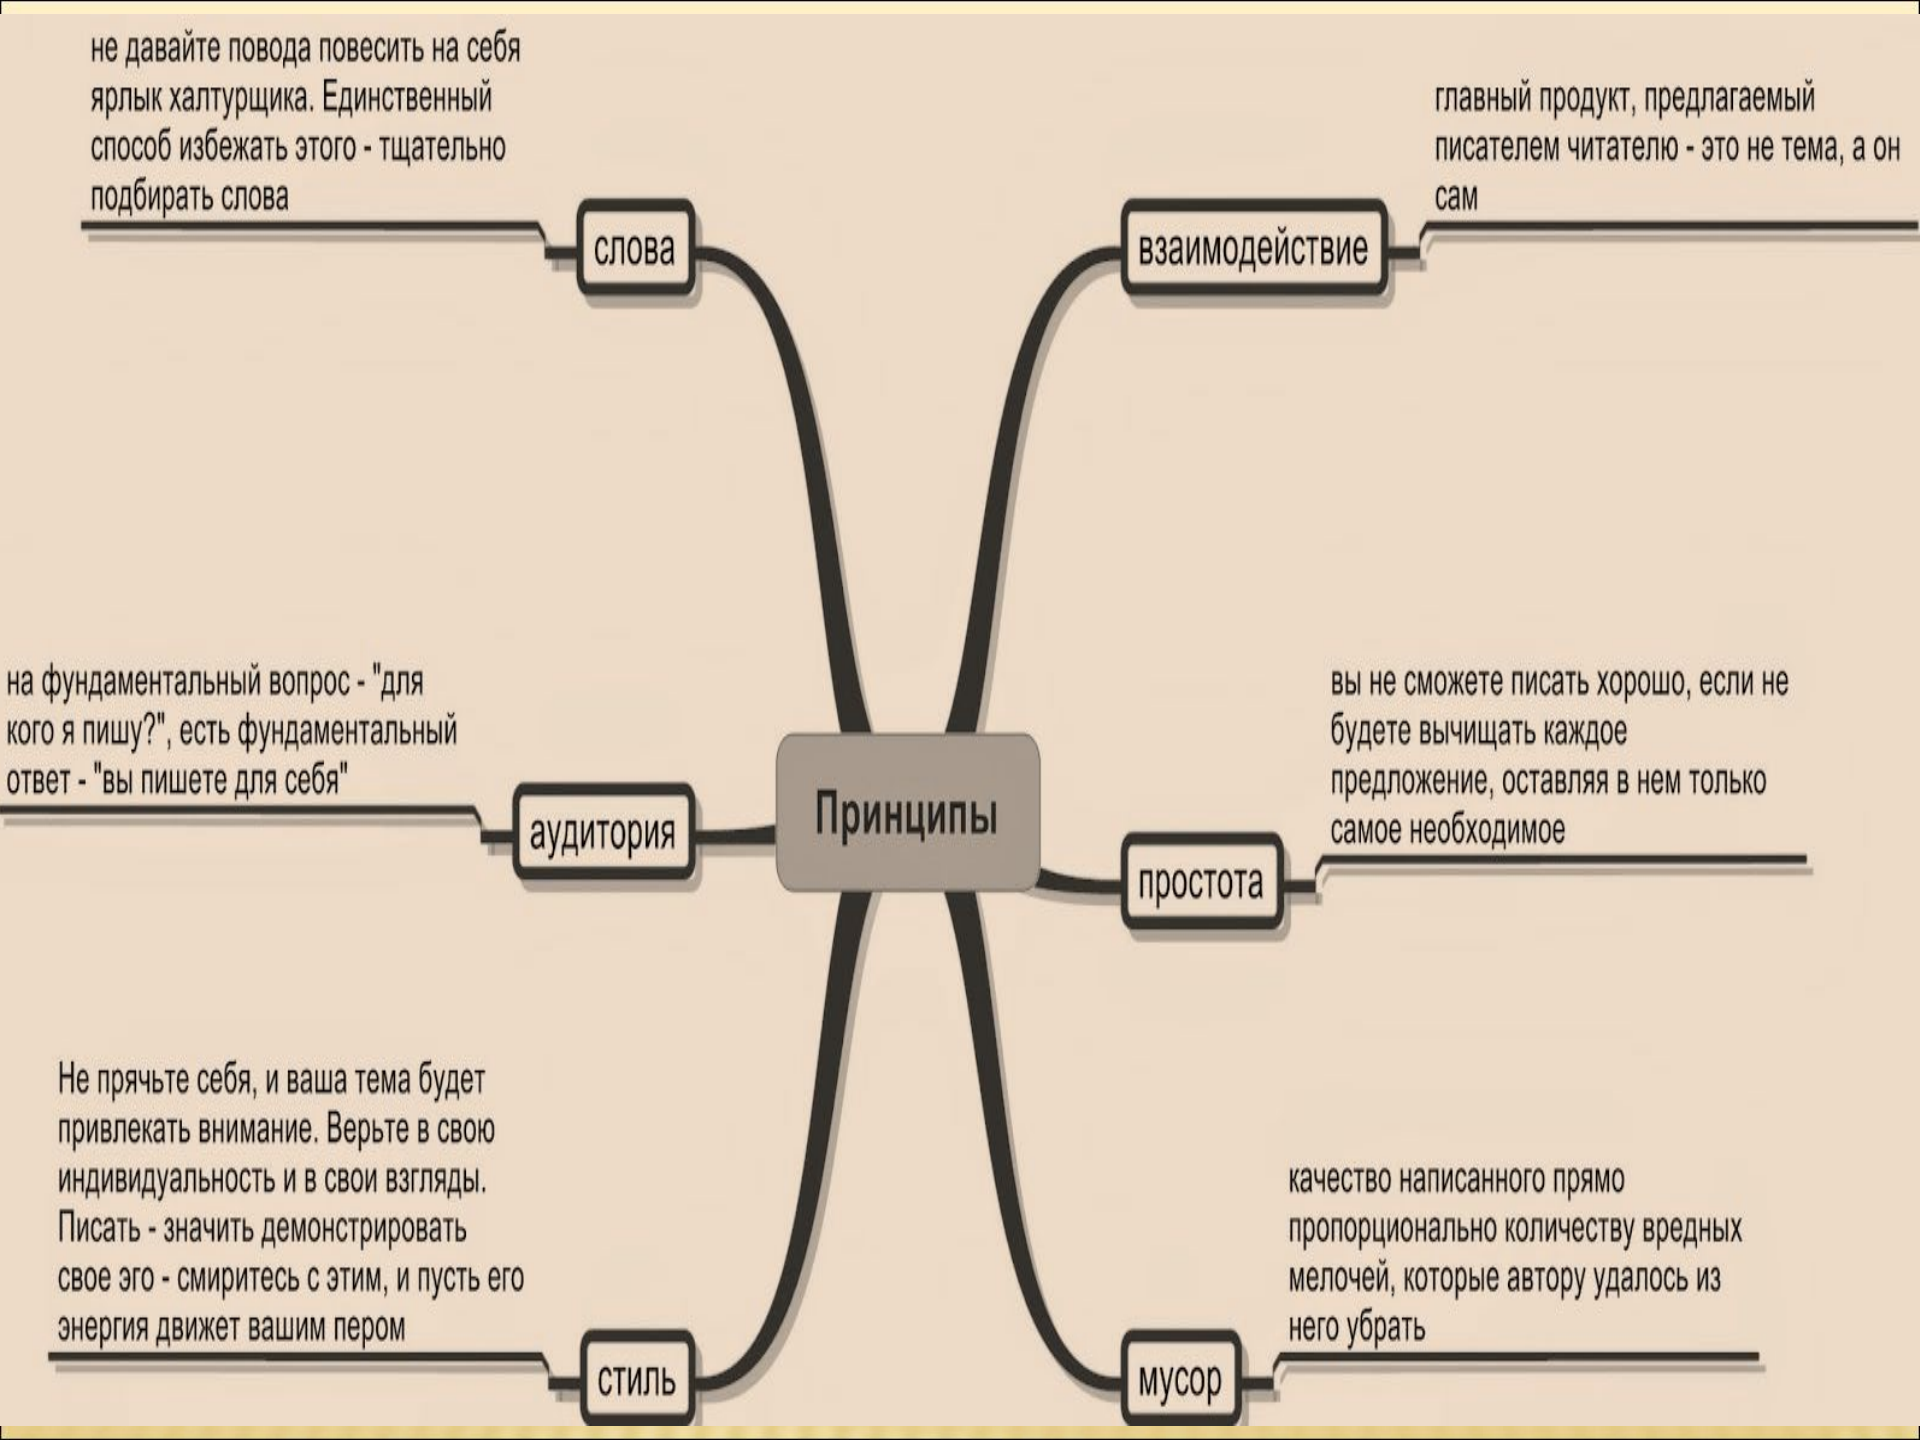 не давайте повода повесить на себя
ярлык халтурщика. Единственный
способ избежать этого - тщательно
подбирать слова
слова
главный продукт, предлагаемый
писателем читателю - это не тема, а он
сам
взаимодействие
на фундаментальный вопрос - "для
кого я пишу?", есть фундаментальный
ответ - "вы пишете для себя"
аудитория
Принципы
вы не сможете писать хорошо, если не
будете вычищать каждое
предложение, оставляя в нем только
самое необходимое
простота
Не прячьте себя, и ваша тема будет
привлекать внимание. Верьте в свою
индивидуальность и в свои взгляды.
Писать - значить демонстрировать
свое эго - смиритесь с этим, и пусть его
энергия движет вашим пером
стиль
качество написанного прямо
пропорционально количеству вредных
мелочей, которые автору удалось из
него убрать
мусор